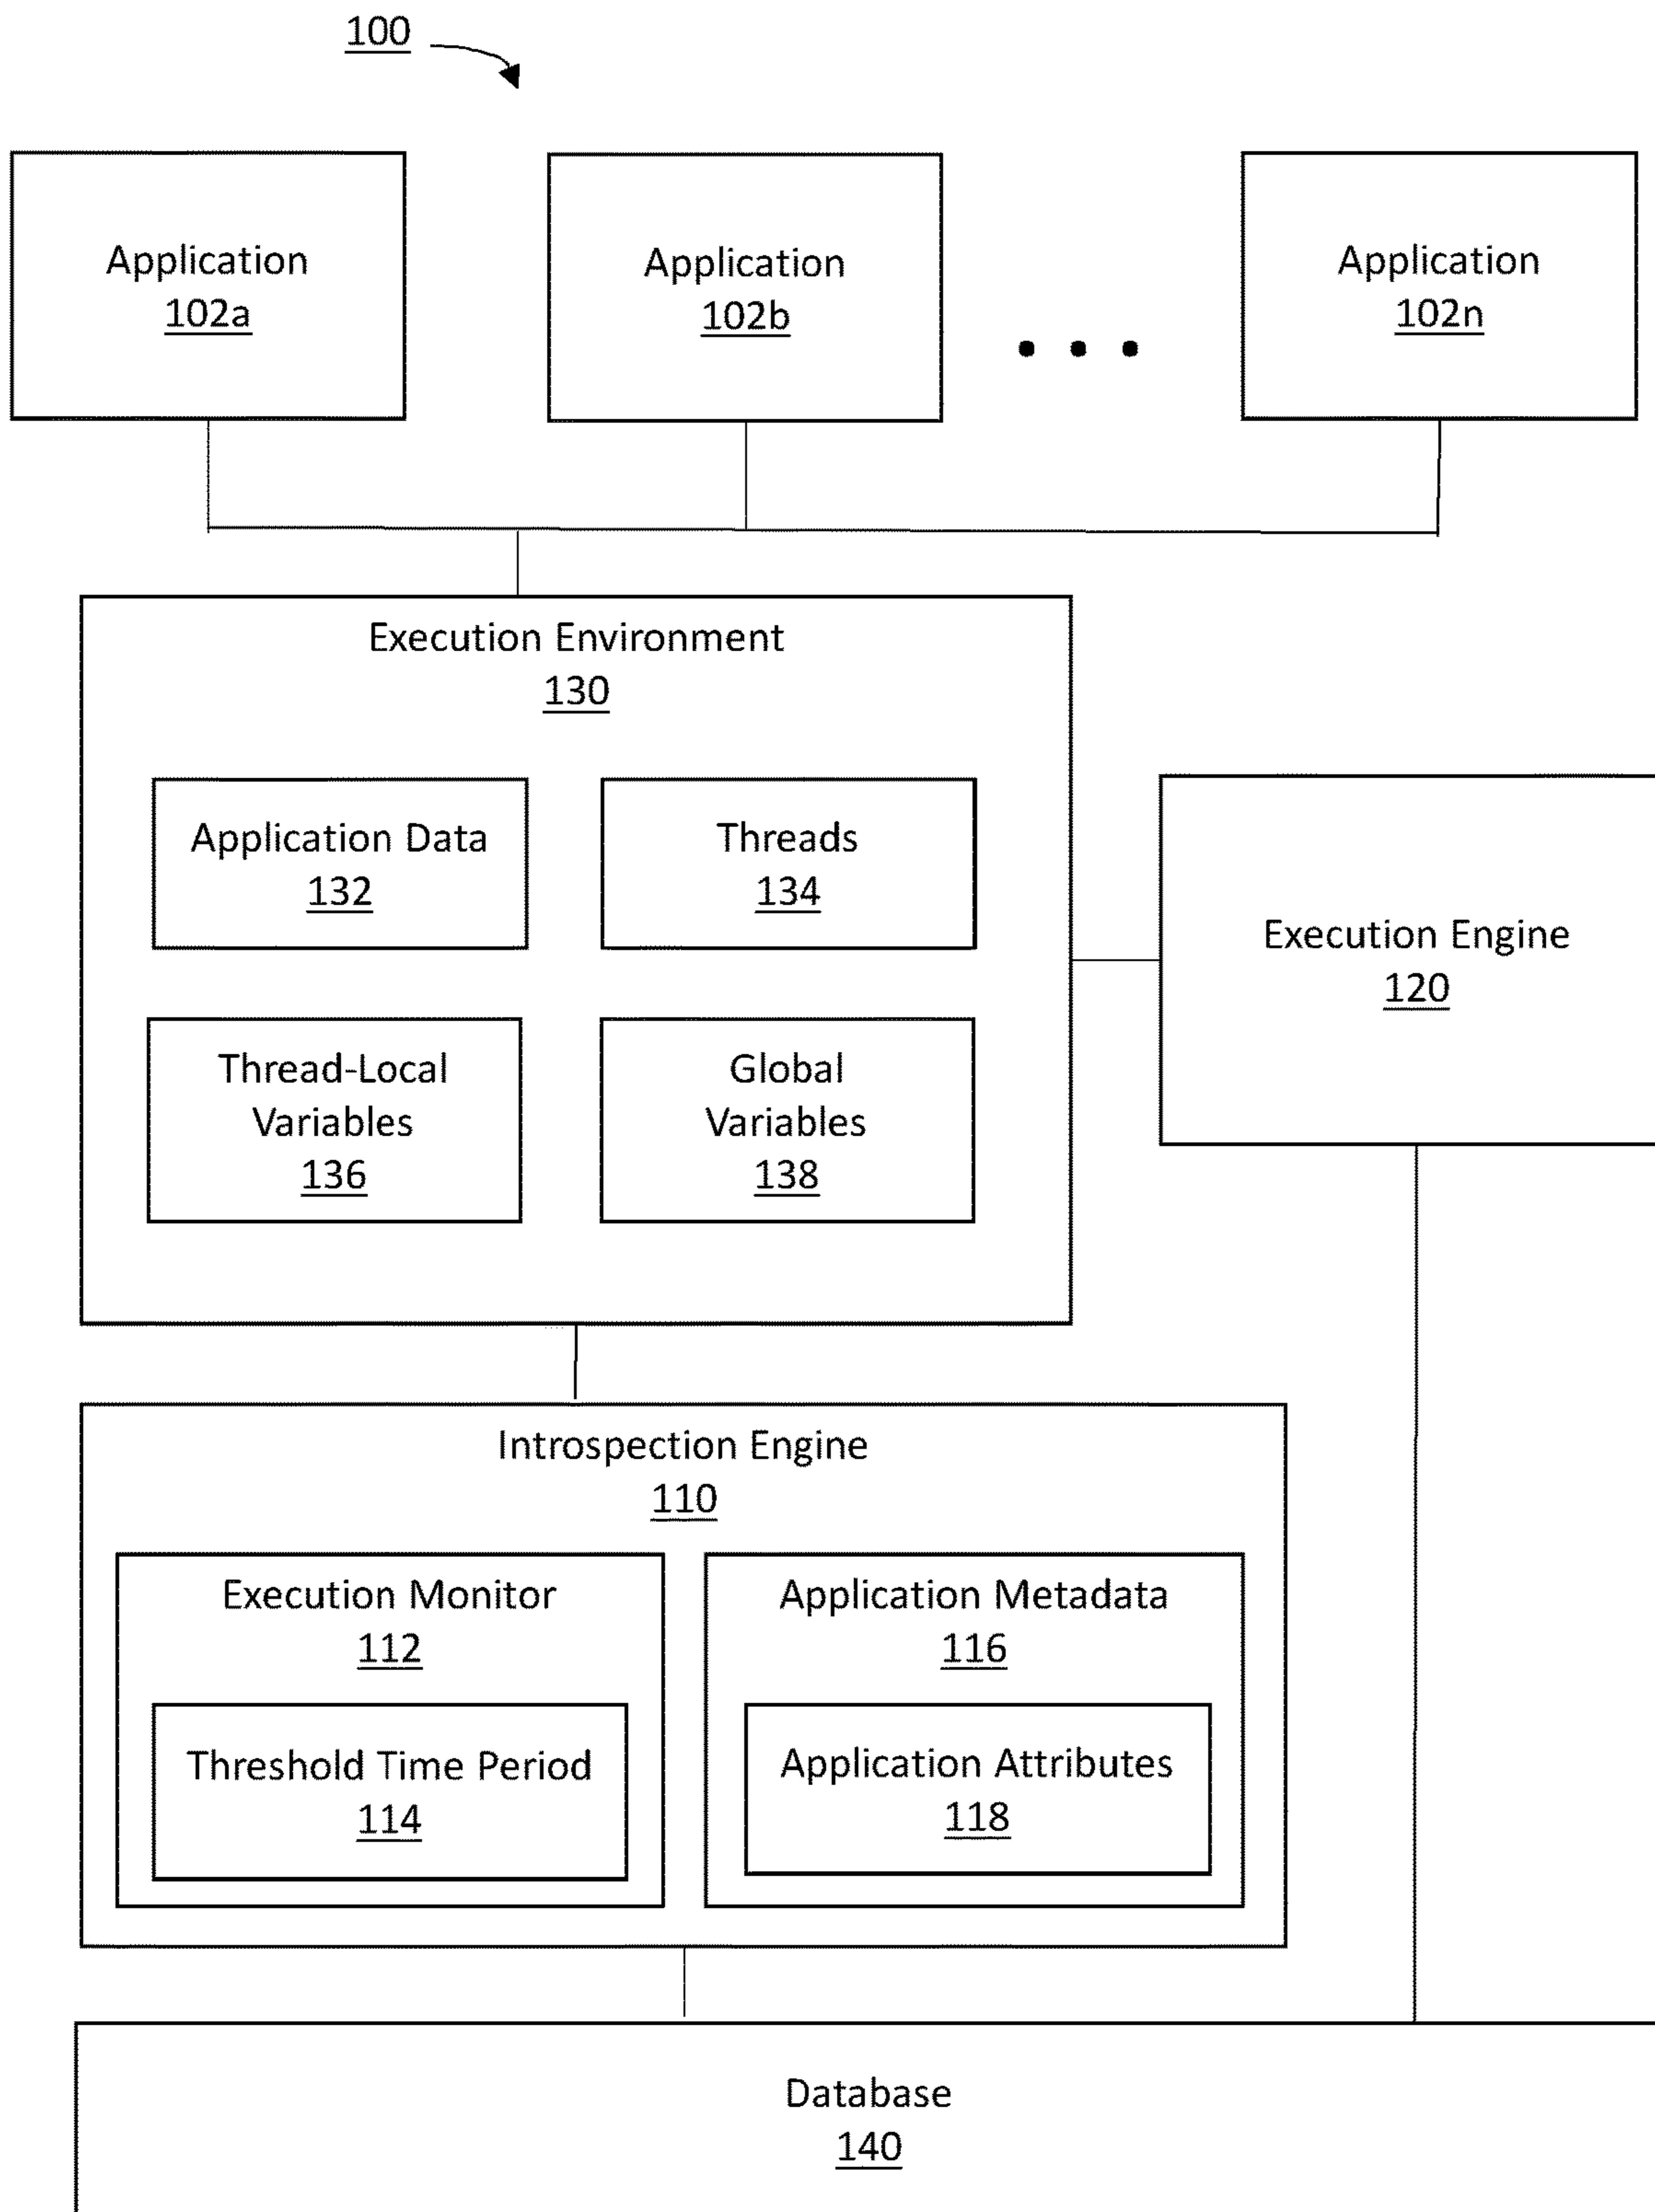 100
Application
102a
Application
102b
Application
102n
Execution Environment
130
Application Data
132
Threads
134
Thread-Local
Variables
136
Global
Variables
138
Execution Engine
120
Introspection Engine
110
Execution Monitor
112
Threshold Time Period
114
Application Metadata
116
Application Attributes
118
Database
140